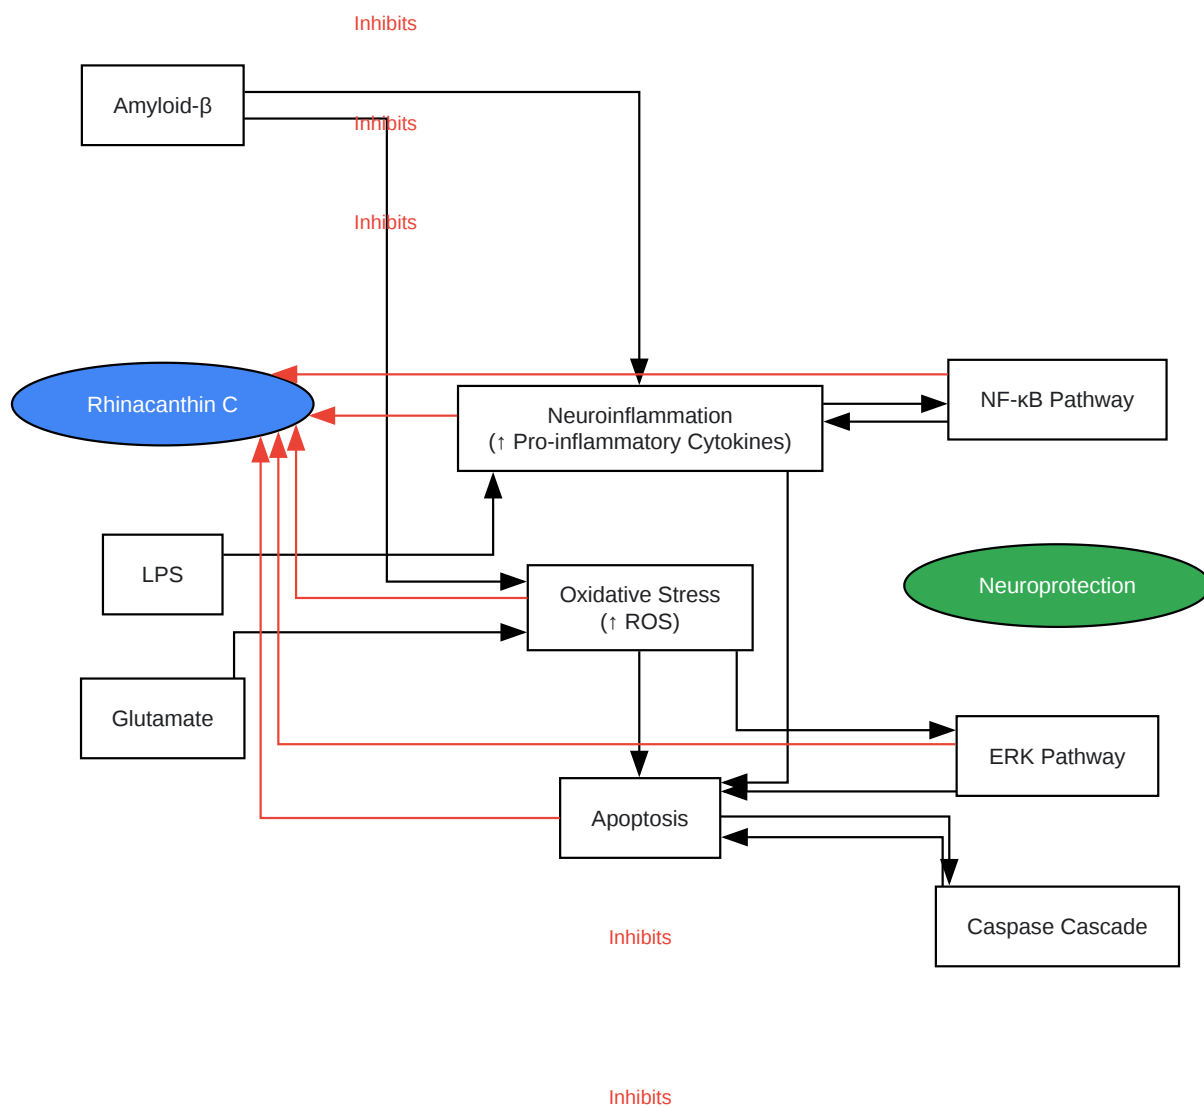 Inhibits
Amyloid-β
Inhibits
Inhibits
Rhinacanthin C
Neuroinflammation
(↑ Pro-inflammatory Cytokines)
NF-κB Pathway
LPS
Oxidative Stress
(↑ ROS)
Neuroprotection
Glutamate
ERK Pathway
Apoptosis
Caspase Cascade
Inhibits
Inhibits